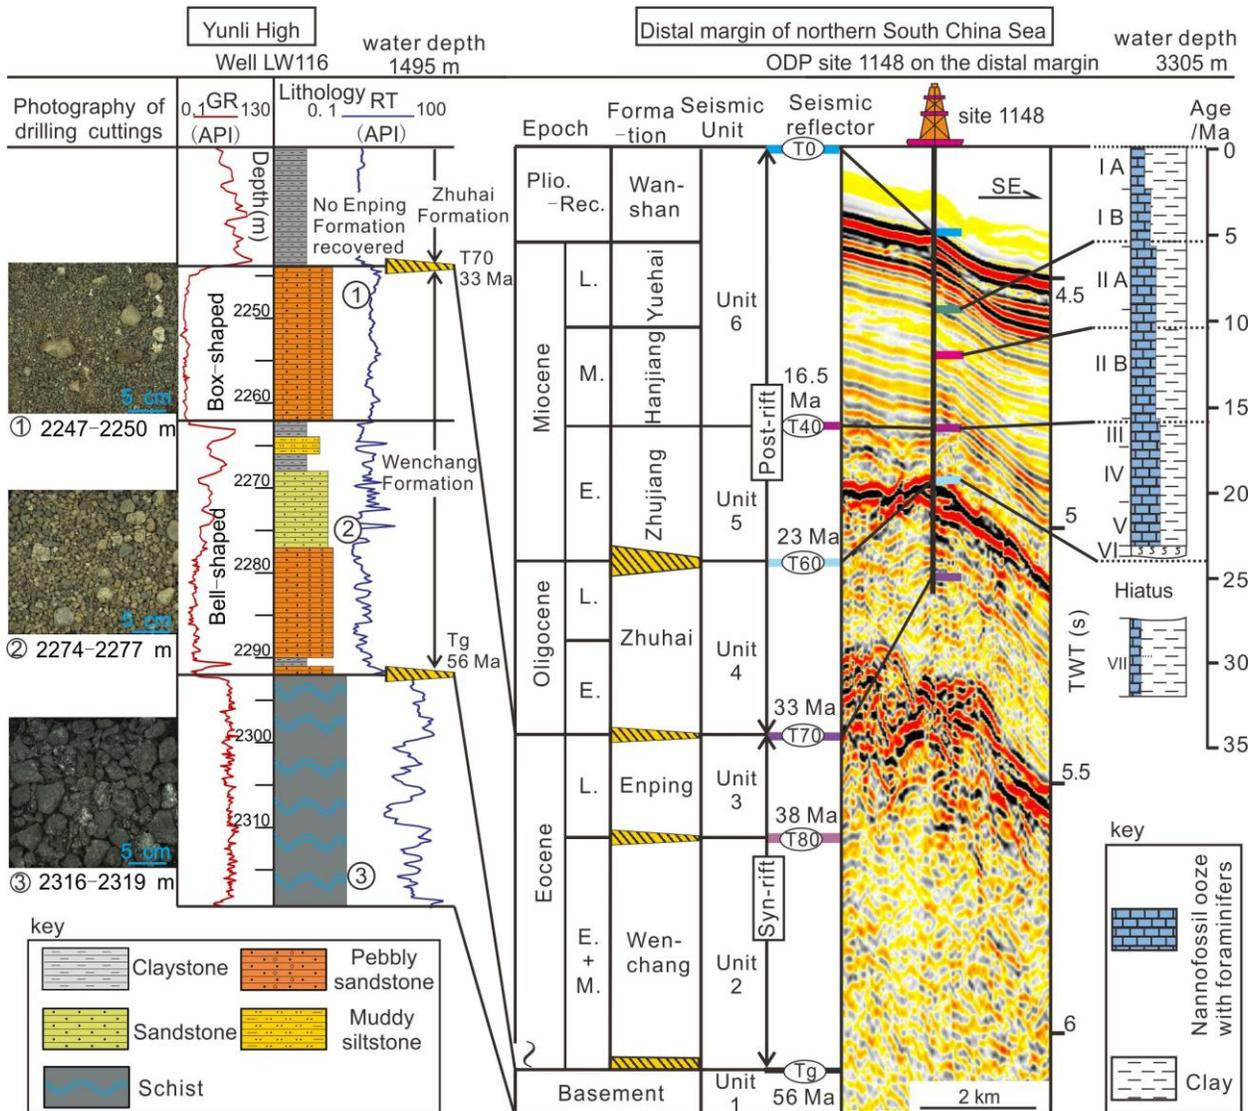 Yunli High
Well LW116
water depth
1495 m
Distal margin of northern South China Sea
ODP site 1148 on the distal margin
water depth
3305 m
Photography of
drilling cuttings
0.1 GR 130
(API)
Lithology
0.1 RT 100
(API)
Depth(m)
No Enping
Formation
recovered
Zhuhai
Formation
T70
33 Ma
①
2250
Box-shaped
2260
5 cm
① 2247-2250 m
Wenchang
Formation
2270
②
2280
Bell-shaped
2290
5 cm
② 2274-2277 m
Tg
56 Ma
2300
2310
③
5 cm
③ 2316-2319 m
key
Claystone
Pebbly
sandstone
Sandstone
Muddy
siltstone
Schist
Epoch
Forma
-tion
Seismic
Unit
Seismic
reflector
site 1148
Age
/Ma
Plio.
-Rec.
Miocene
L.
M.
E.
Oligocene
L.
E.
Eocene
L.
E.
+
M.
Wan-
shan
Yuehai
Hanjiang
Zhujiang
Zhuhai
Enping
Wen-
chang
Basement
Unit
6
Unit
5
Unit
4
Unit
3
Unit
2
Unit
1
Post-rift
Syn-rift
T0
16.5
Ma
T40
23 Ma
T60
33 Ma
T70
38 Ma
T80
Tg
56 Ma
SE
4.5
5
5.5
6
TWT (s)
2 km
I A
I B
II A
II B
III
IV
V
VI
Hiatus
VII
0
5
10
15
20
25
30
35
key
Nannofossil ooze
with foraminifers
Clay